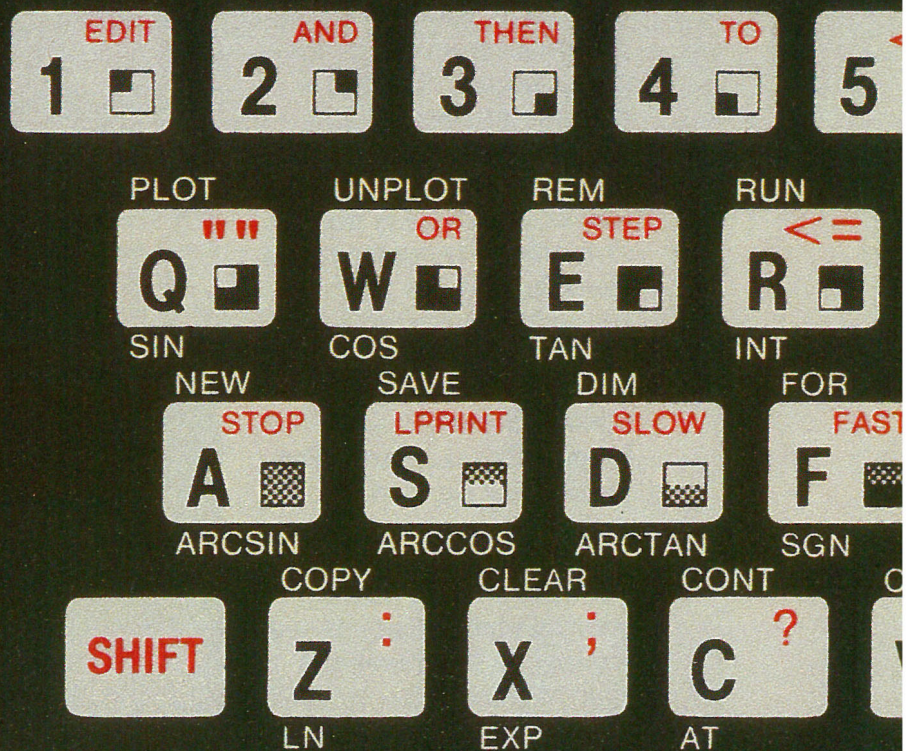 EDIT AND THEN TO
1 2 3 4 5
PLOT UNPLOT REM RUN
"" OR STEP <=
Q W E R
SIN COS TAN INT
NEW SAVE DIM FOR
STOP LPRINT SLOW FAST
A S D F
ARCSIN ARCCOS ARCTAN SGN
COPY CLEAR CONT
: ; ?
SHIFT Z X C
LN EXP AT